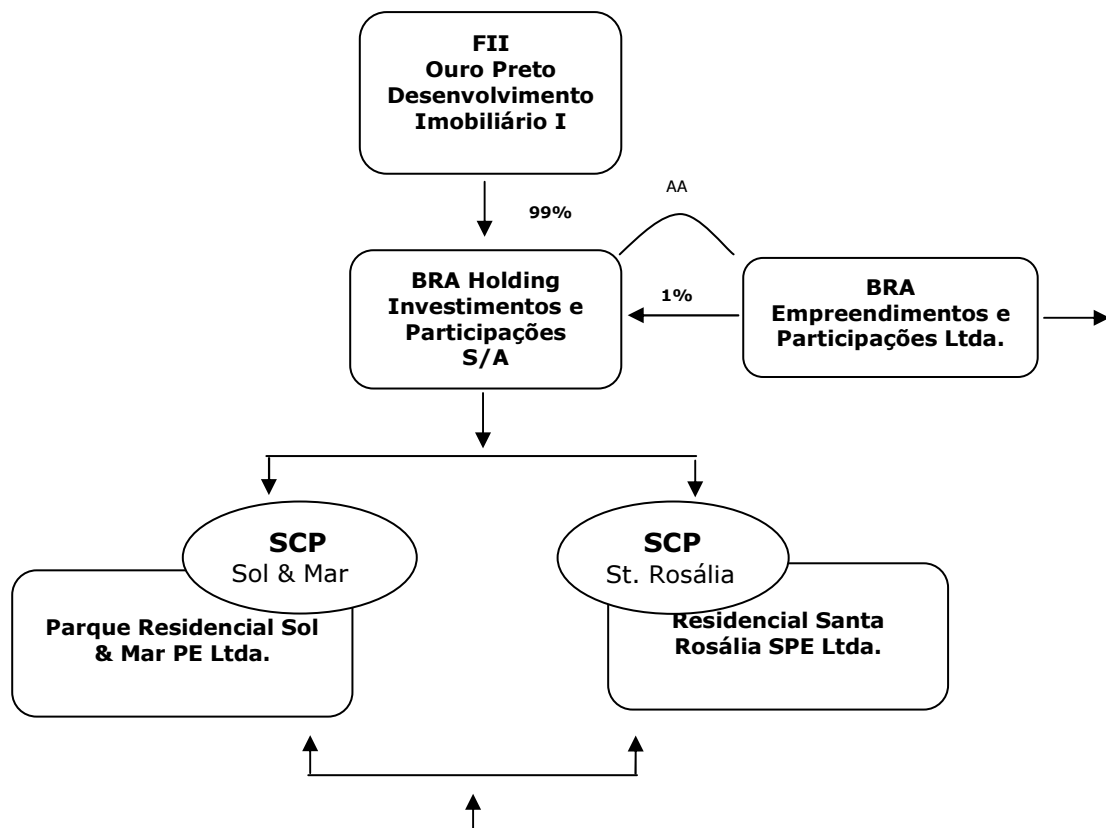 FII
Ouro Preto
Desenvolvimento
Imobiliário I
AA
99%
BRA Holding
Investimentos e
Participações
S/A
1%
BRA
Empreendimentos e
Participações Ltda.
SCP
Sol & Mar
SCP
St. Rosália
Parque Residencial Sol
& Mar PE Ltda.
Residencial Santa
Rosália SPE Ltda.